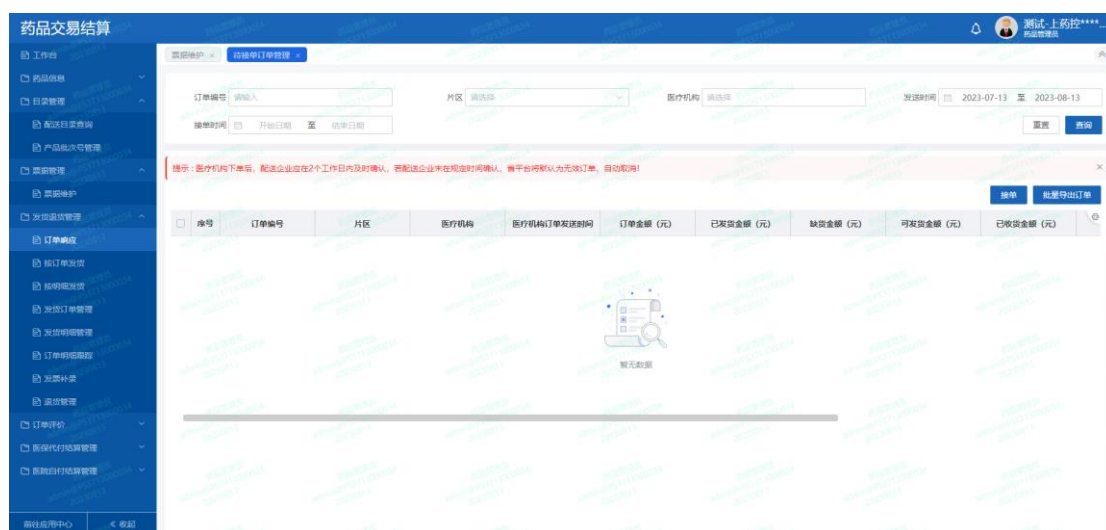 药品交易结算
测试-上药控****...
药品管理员
工作台
药品信息
目录管理
配送目录查询
产品批次号管理
票据管理
票据维护
发货退货管理
订单响应
按订单发货
按明细发货
发货订单管理
发货明细管理
订单明细跟踪
发票补录
退货管理
订单评价
医保代付结算管理
医院自付结算管理
前往应用中心 《 收起
票据维护 × 待接单订单管理 ×
订单编号 请输入 片区 请选择 医疗机构 请选择 发送时间 2023-07-13 至 2023-08-13
接单时间 开始日期 至 结束日期 重置 查询
提示:医疗机构下单后,配送企业应在2个工作日内及时确认,若配送企业未在规定时间确认,省平台将默认为无效订单,自动取消! ×
接单 批量导出订单
序号 订单编号 片区 医疗机构 医疗机构订单发送时间 订单金额(元) 已发货金额(元) 缺货金额(元) 可发货金额(元) 已收货金额(元)
暂无数据